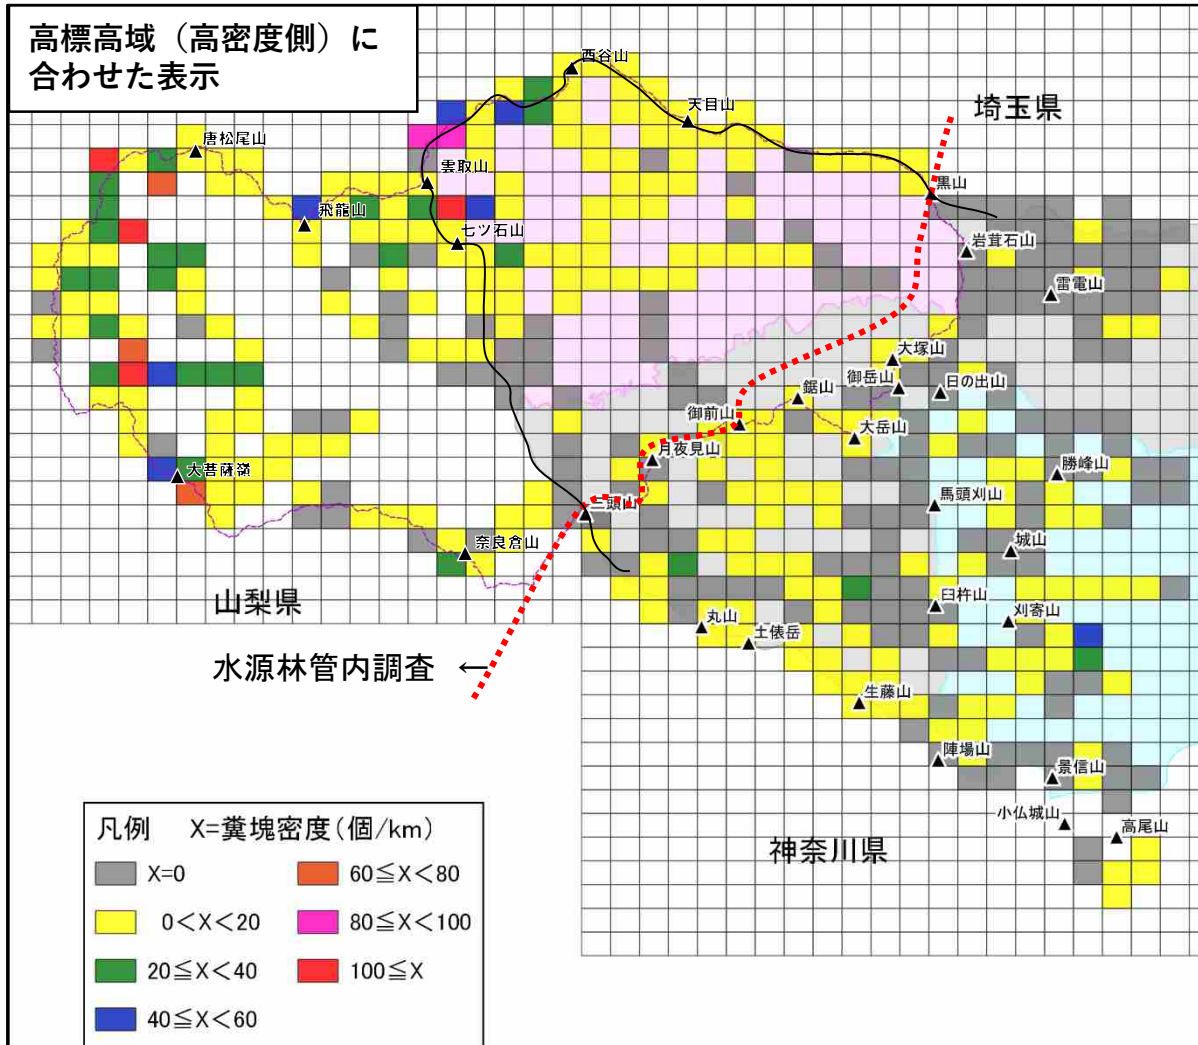 高標高域（高密度側）に
合わせた表示
酉谷山
天目山
埼玉県
唐松尾山
雲取山
黒山
飛龍山
七ツ石山
岩茸石山
雷電山
大塚山
御岳山
日の出山
鋸山
御前山
大岳山
月夜見山
勝峰山
大菩薩嶺
馬頭刈山
三頭山
城山
奈良倉山
山梨県
臼杵山
刈寄山
丸山
土俵岳
水源林管内調査 ←
生藤山
陣場山
景信山
小仏城山
高尾山
神奈川県
凡例 X=糞塊密度(個/km)
X=0
0<X<20
20≦X<40
40≦X<60
60≦X<80
80≦X<100
100≦X